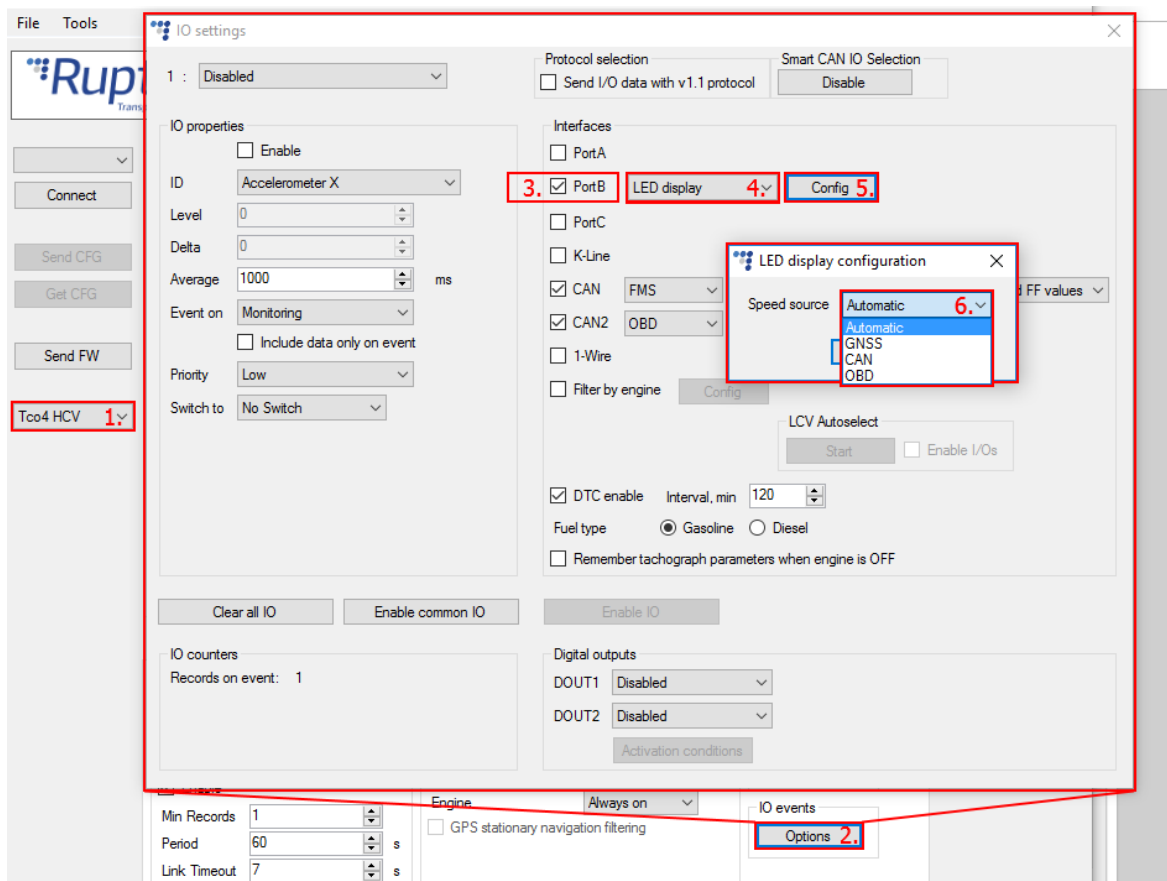 File Tools
IO settings
Rupt
Trans
1 : Disabled
Protocol selection
Send I/O data with v1.1 protocol
Smart CAN IO Selection
Disable
Connect
Send CFG
Get CFG
Send FW
Tco4 HCV 1.
IO properties
Enable
ID Accelerometer X
Level 0
Delta 0
Average 1000 ms
Event on Monitoring
Include data only on event
Priority Low
Switch to No Switch
Interfaces
PortA
3. PortB LED display 4. Config 5.
PortC
K-Line
CAN FMS d FF values
CAN2 OBD
1-Wire
Filter by engine Config
LED display configuration
Speed source Automatic 6.
Automatic
GNSS
CAN
OBD
LCV Autoselect
Start Enable I/Os
DTC enable Interval, min 120
Fuel type Gasoline Diesel
Remember tachograph parameters when engine is OFF
Clear all IO Enable common IO Enable IO
IO counters
Records on event: 1
Digital outputs
DOUT1 Disabled
DOUT2 Disabled
Activation conditions
Min Records 1
Period 60 s
Link Timeout 7 s
Engine Always on
GPS stationary navigation filtering
IO events
Options 2.